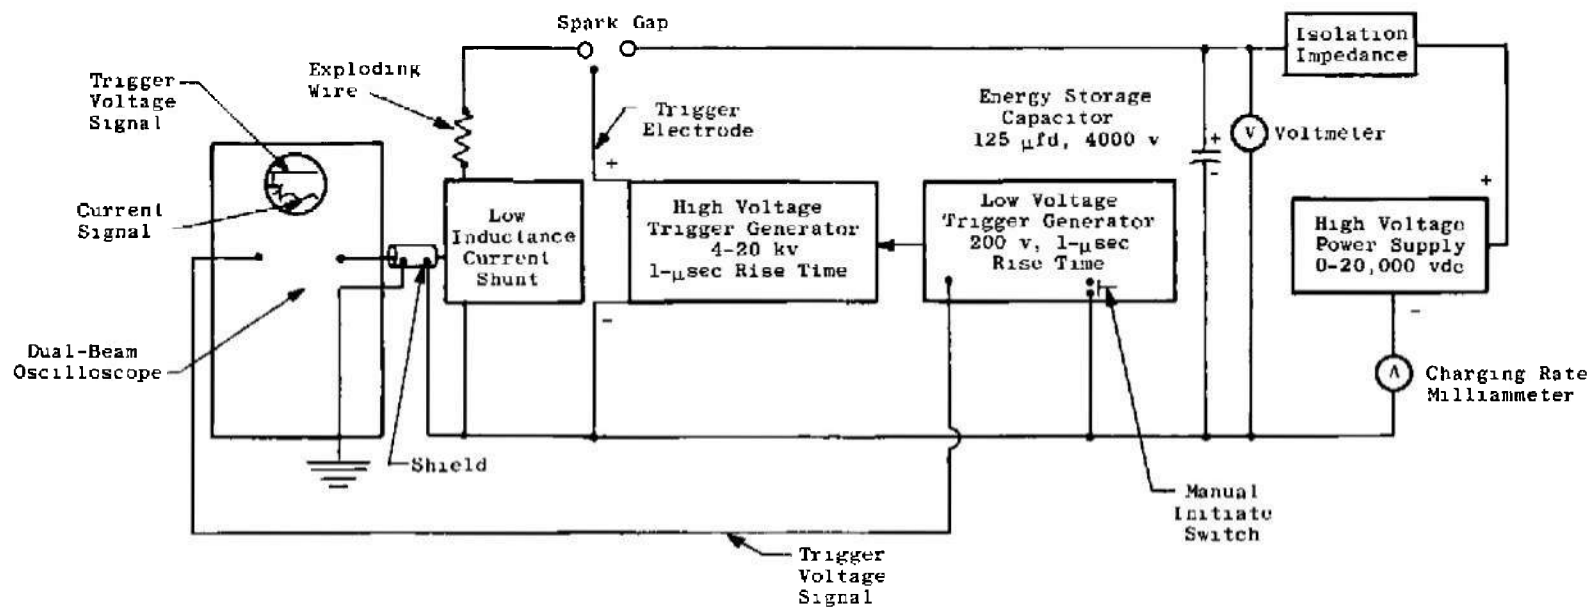 Spark Gap
Isolation
Impedance
Trigger
Voltage
Signal
Exploding
Wire
Trigger
Electrode
Energy Storage
Capacitor
125 μfd, 4000 v
+
-
V
Voltmeter
+
Current
Signal
Low
Inductance
Current
Shunt
+
High Voltage
Trigger Generator
4-20 kv
1-μsec Rise Time
-
Low Voltage
Trigger Generator
200 v, 1-μsec
Rise Time
High Voltage
Power Supply
0-20,000 vdc
-
Dual-Beam
Oscilloscope
A
Charging Rate
Milliammeter
Shield
Manual
Initiate
Switch
Trigger
Voltage
Signal